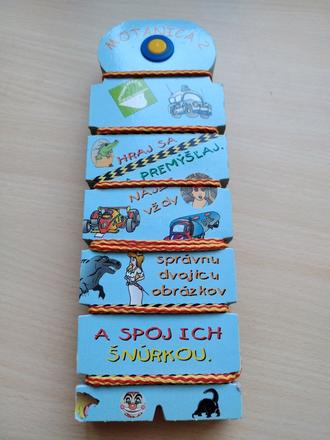 MOTANICA 2
HRAJ SA
A PREMÝŠĽAJ.
NÁJDI
vždy
správnu
dvojicu
obrázkov
A SPOJ ICH
ŠNÚRKOU.